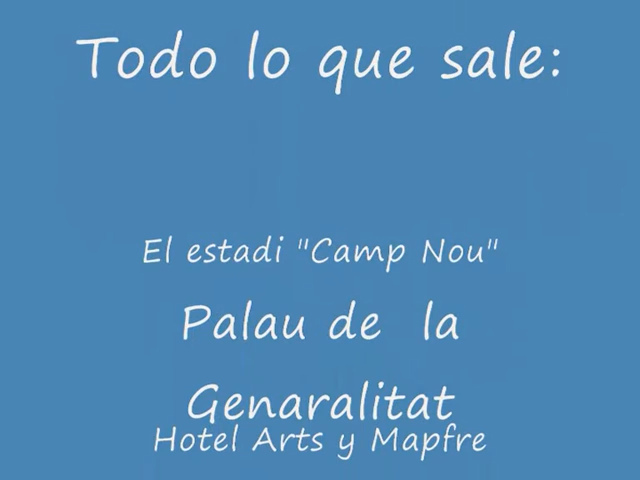 Todo lo que sale:
El estadi "Camp Nou"
Palau de la
Genaralitat
Hotel Arts y Mapfre